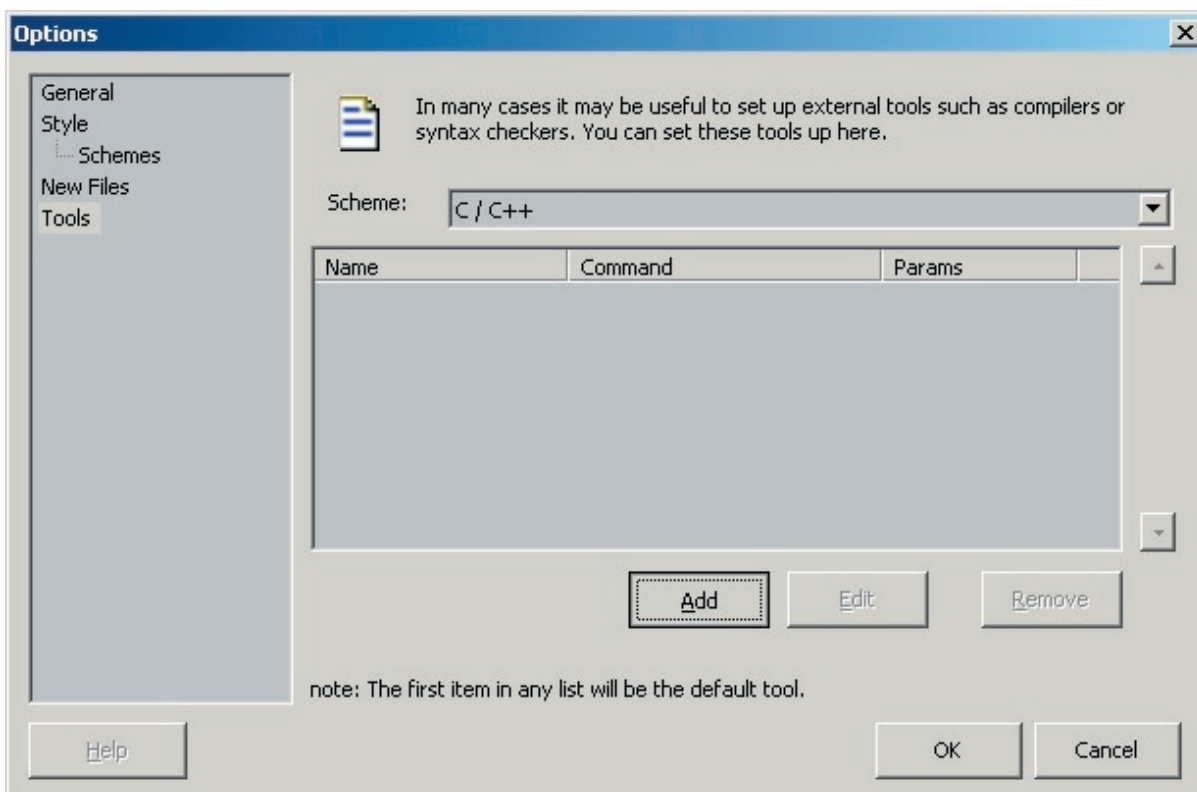 Options
General
Style
Schemes
New Files
Tools
In many cases it may be useful to set up external tools such as compilers or
syntax checkers. You can set these tools up here.
Scheme: C / C++
Name Command Params
Add Edit Remove
note: The first item in any list will be the default tool.
Help OK Cancel